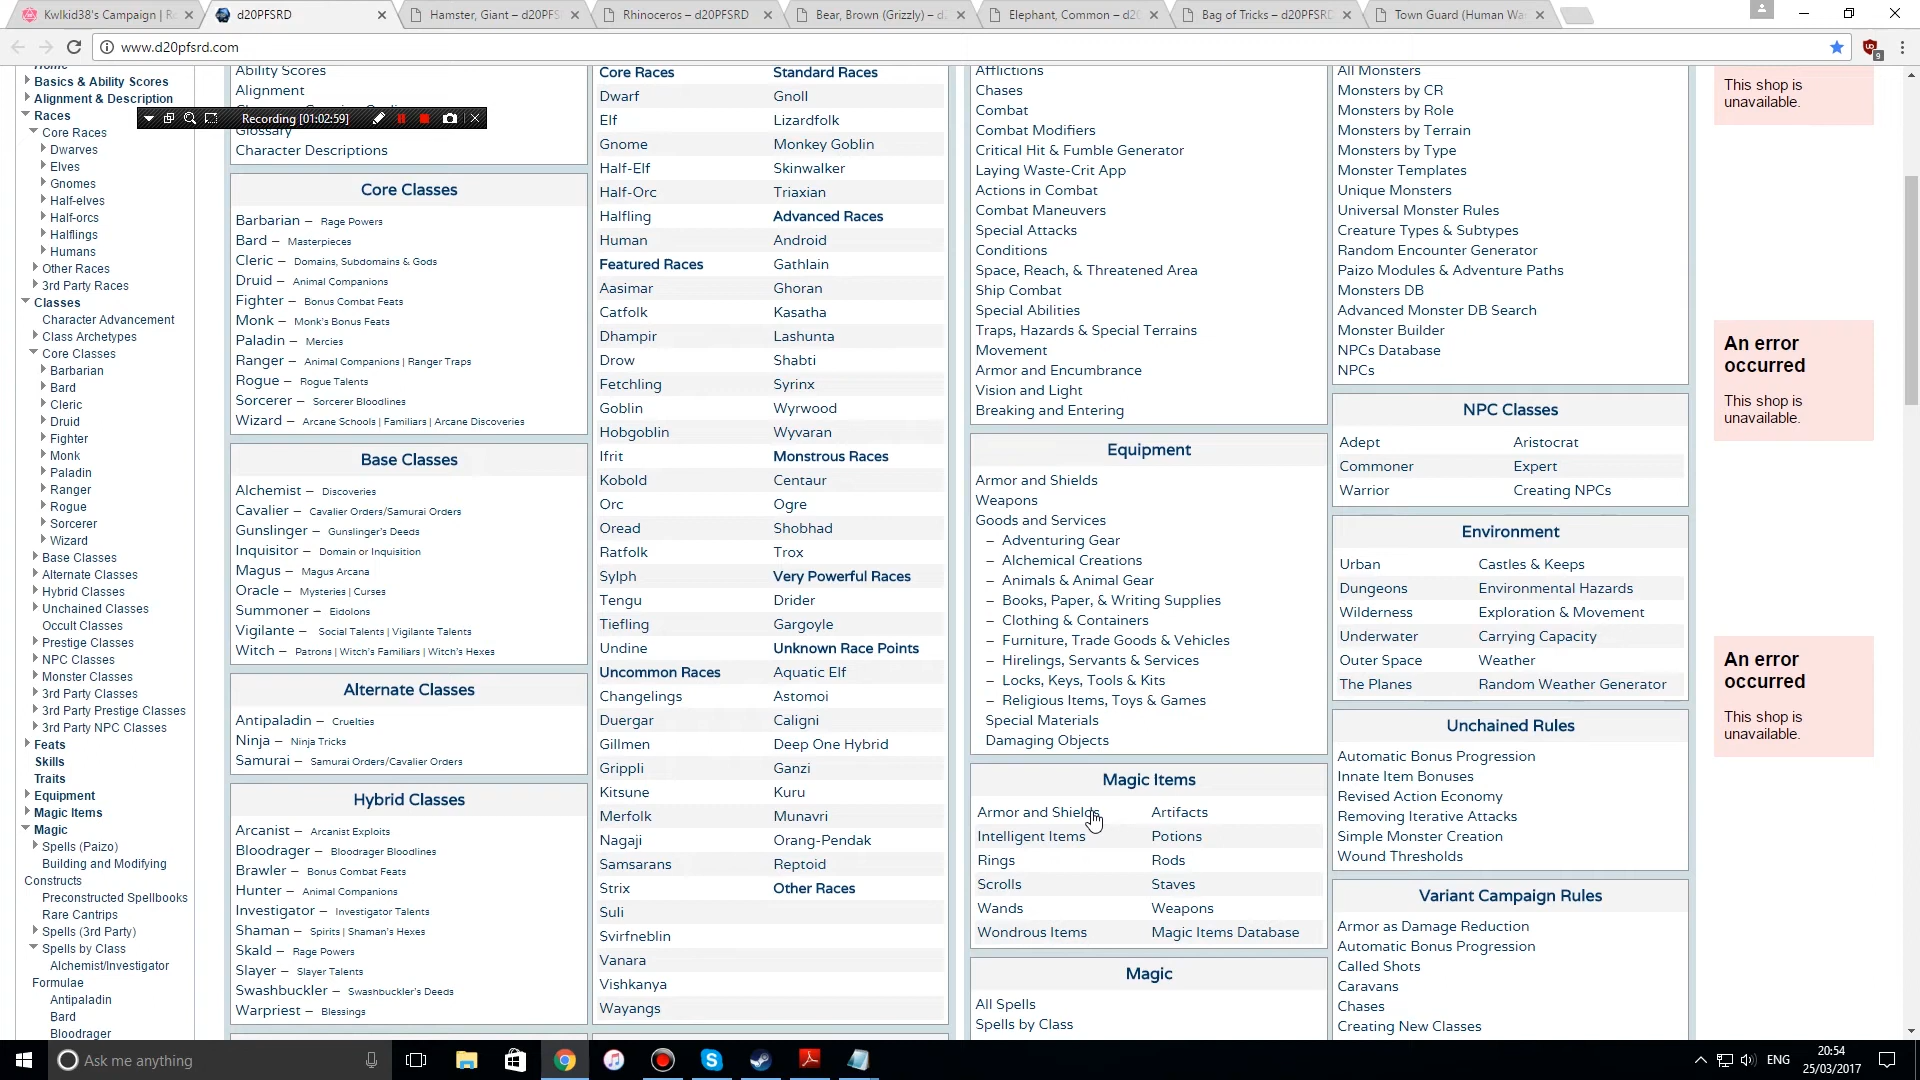 Kwlkid38's Campaign | R
d20PFSRD
Hamster, Giant – d20PFS
Rhinoceros – d20PFSRD
Bear, Brown (Grizzly) – d
Elephant, Common – d2
Bag of Tricks – d20PFSRD
Town Guard (Human Wa
www.d20pfsrd.com
9
Home
Basics & Ability Scores
Alignment & Description
Races
Core Races
Dwarves
Elves
Gnomes
Half-elves
Half-orcs
Halflings
Humans
Other Races
3rd Party Races
Classes
Character Advancement
Class Archetypes
Core Classes
Barbarian
Bard
Cleric
Druid
Fighter
Monk
Paladin
Ranger
Rogue
Sorcerer
Wizard
Base Classes
Alternate Classes
Hybrid Classes
Unchained Classes
Occult Classes
Prestige Classes
NPC Classes
Monster Classes
3rd Party Classes
3rd Party Prestige Classes
3rd Party NPC Classes
Feats
Skills
Traits
Equipment
Magic Items
Magic
Spells (Paizo)
Building and Modifying
Constructs
Preconstructed Spellbooks
Rare Cantrips
Spells (3rd Party)
Spells by Class
Alchemist/Investigator
Formulae
Antipaladin
Bard
Bloodrager
Recording [01:02:59]
Ability Scores
Alignment
Glossary
Character Descriptions
Core Classes
Barbarian – Rage Powers
Bard – Masterpieces
Cleric – Domains, Subdomains & Gods
Druid – Animal Companions
Fighter – Bonus Combat Feats
Monk – Monk's Bonus Feats
Paladin – Mercies
Ranger – Animal Companions | Ranger Traps
Rogue – Rogue Talents
Sorcerer – Sorcerer Bloodlines
Wizard – Arcane Schools | Familiars | Arcane Discoveries
Base Classes
Alchemist – Discoveries
Cavalier – Cavalier Orders/Samurai Orders
Gunslinger – Gunslinger's Deeds
Inquisitor – Domain or Inquisition
Magus – Magus Arcana
Oracle – Mysteries | Curses
Summoner – Eidolons
Vigilante – Social Talents | Vigilante Talents
Witch – Patrons | Witch's Familiars | Witch's Hexes
Alternate Classes
Antipaladin – Cruelties
Ninja – Ninja Tricks
Samurai – Samurai Orders/Cavalier Orders
Hybrid Classes
Arcanist – Arcanist Exploits
Bloodrager – Bloodrager Bloodlines
Brawler – Bonus Combat Feats
Hunter – Animal Companions
Investigator – Investigator Talents
Shaman – Spirits | Shaman's Hexes
Skald – Rage Powers
Slayer – Slayer Talents
Swashbuckler – Swashbuckler's Deeds
Warpriest – Blessings
Core Races Standard Races
Dwarf Gnoll
Elf Lizardfolk
Gnome Monkey Goblin
Half-Elf Skinwalker
Half-Orc Triaxian
Halfling Advanced Races
Human Android
Featured Races Gathlain
Aasimar Ghoran
Catfolk Kasatha
Dhampir Lashunta
Drow Shabti
Fetchling Syrinx
Goblin Wyrwood
Hobgoblin Wyvaran
Ifrit Monstrous Races
Kobold Centaur
Orc Ogre
Oread Shobhad
Ratfolk Trox
Sylph Very Powerful Races
Tengu Drider
Tiefling Gargoyle
Undine Unknown Race Points
Uncommon Races Aquatic Elf
Changelings Astomoi
Duergar Caligni
Gillmen Deep One Hybrid
Grippli Ganzi
Kitsune Kuru
Merfolk Munavri
Nagaji Orang-Pendak
Samsarans Reptoid
Strix Other Races
Suli
Svirfneblin
Vanara
Vishkanya
Wayangs
Afflictions
Chases
Combat
Combat Modifiers
Critical Hit & Fumble Generator
Laying Waste-Crit App
Actions in Combat
Combat Maneuvers
Special Attacks
Conditions
Space, Reach, & Threatened Area
Ship Combat
Special Abilities
Traps, Hazards & Special Terrains
Movement
Armor and Encumbrance
Vision and Light
Breaking and Entering
Equipment
Armor and Shields
Weapons
Goods and Services
– Adventuring Gear
– Alchemical Creations
– Animals & Animal Gear
– Books, Paper, & Writing Supplies
– Clothing & Containers
– Furniture, Trade Goods & Vehicles
– Hirelings, Servants & Services
– Locks, Keys, Tools & Kits
– Religious Items, Toys & Games
Special Materials
Damaging Objects
Magic Items
Armor and Shields Artifacts
Intelligent Items Potions
Rings Rods
Scrolls Staves
Wands Weapons
Wondrous Items Magic Items Database
Magic
All Spells
Spells by Class
All Monsters
Monsters by CR
Monsters by Role
Monsters by Terrain
Monsters by Type
Monster Templates
Unique Monsters
Universal Monster Rules
Creature Types & Subtypes
Random Encounter Generator
Paizo Modules & Adventure Paths
Monsters DB
Advanced Monster DB Search
Monster Builder
NPCs Database
NPCs
NPC Classes
Adept Aristocrat
Commoner Expert
Warrior Creating NPCs
Environment
Urban Castles & Keeps
Dungeons Environmental Hazards
Wilderness Exploration & Movement
Underwater Carrying Capacity
Outer Space Weather
The Planes Random Weather Generator
Unchained Rules
Automatic Bonus Progression
Innate Item Bonuses
Revised Action Economy
Removing Iterative Attacks
Simple Monster Creation
Wound Thresholds
Variant Campaign Rules
Armor as Damage Reduction
Automatic Bonus Progression
Called Shots
Caravans
Chases
Creating New Classes
This shop is
unavailable.
An error
occurred
This shop is
unavailable.
An error
occurred
This shop is
unavailable.
Ask me anything
ENG
20:54
25/03/2017